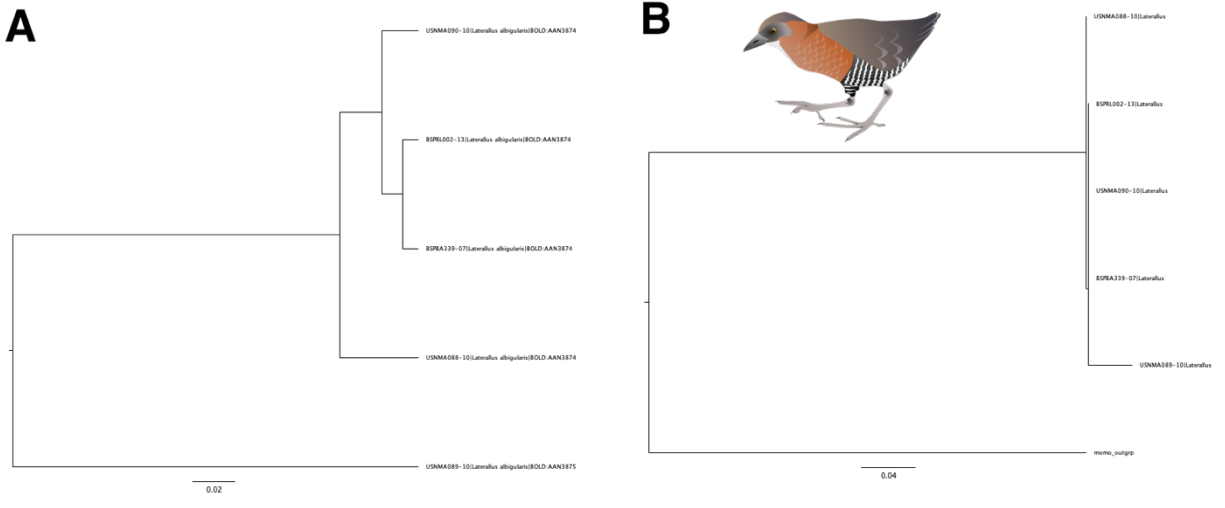 A
USNMA090-10|Laterallus albigularis|BOLD:AAN3874
BSPRL002-13|Laterallus albigularis|BOLD:AAN3874
BSPBA339-07|Laterallus albigularis|BOLD:AAN3874
USNMA088-10|Laterallus albigularis|BOLD:AAN3874
USNMA089-10|Laterallus albigularis|BOLD:AAN3875
0.02
B
USNMA088-10|Laterallus
BSPRL002-13|Laterallus
USNMA090-10|Laterallus
BSPBA339-07|Laterallus
USNMA089-10|Laterallus
momo_outgrp
0.04